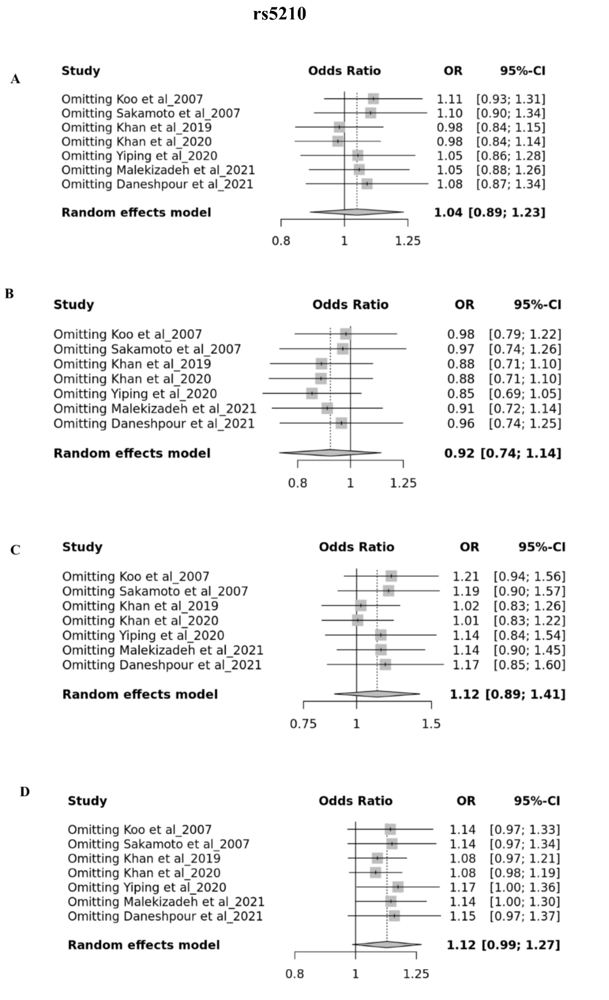 rs5210
A
Study Odds Ratio OR 95%-CI
Omitting Koo et al_2007 1.11 [0.93; 1.31]
Omitting Sakamoto et al_2007 1.10 [0.90; 1.34]
Omitting Khan et al_2019 0.98 [0.84; 1.15]
Omitting Khan et al_2020 0.98 [0.84; 1.14]
Omitting Yiping et al_2020 1.05 [0.86; 1.28]
Omitting Malekizadeh et al_2021 1.05 [0.88; 1.26]
Omitting Daneshpour et al_2021 1.08 [0.87; 1.34]
Random effects model 1.04 [0.89; 1.23]
0.8 1 1.25
B
Study Odds Ratio OR 95%-CI
Omitting Koo et al_2007 0.98 [0.79; 1.22]
Omitting Sakamoto et al_2007 0.97 [0.74; 1.26]
Omitting Khan et al_2019 0.88 [0.71; 1.10]
Omitting Khan et al_2020 0.88 [0.71; 1.10]
Omitting Yiping et al_2020 0.85 [0.69; 1.05]
Omitting Malekizadeh et al_2021 0.91 [0.72; 1.14]
Omitting Daneshpour et al_2021 0.96 [0.74; 1.25]
Random effects model 0.92 [0.74; 1.14]
0.8 1 1.25
C
Study Odds Ratio OR 95%-CI
Omitting Koo et al_2007 1.21 [0.94; 1.56]
Omitting Sakamoto et al_2007 1.19 [0.90; 1.57]
Omitting Khan et al_2019 1.02 [0.83; 1.26]
Omitting Khan et al_2020 1.01 [0.83; 1.22]
Omitting Yiping et al_2020 1.14 [0.84; 1.54]
Omitting Malekizadeh et al_2021 1.14 [0.90; 1.45]
Omitting Daneshpour et al_2021 1.17 [0.85; 1.60]
Random effects model 1.12 [0.89; 1.41]
0.75 1 1.5
D
Study Odds Ratio OR 95%-CI
Omitting Koo et al_2007 1.14 [0.97; 1.33]
Omitting Sakamoto et al_2007 1.14 [0.97; 1.34]
Omitting Khan et al_2019 1.08 [0.97; 1.21]
Omitting Khan et al_2020 1.08 [0.98; 1.19]
Omitting Yiping et al_2020 1.17 [1.00; 1.36]
Omitting Malekizadeh et al_2021 1.14 [1.00; 1.30]
Omitting Daneshpour et al_2021 1.15 [0.97; 1.37]
Random effects model 1.12 [0.99; 1.27]
0.8 1 1.25